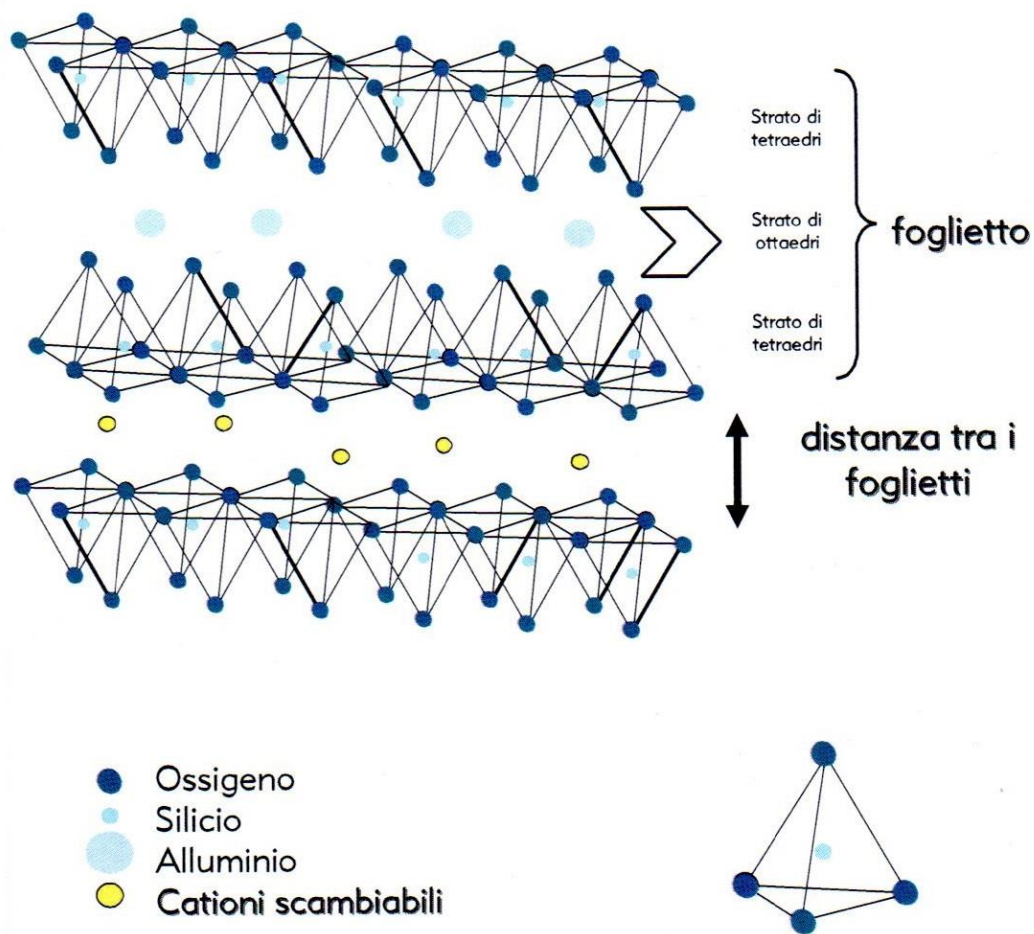 Strato di
tetraedri
Strato di
ottaedri
foglietto
Strato di
tetraedri
distanza tra i
foglietti
Ossigeno
Silicio
Alluminio
Cationi scambiabili